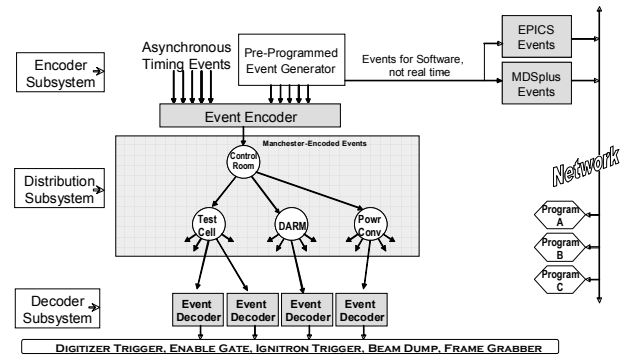 Encoder
Subsystem
Asynchronous
Timing Events
Pre-Programmed
Event Generator
Events for Software,
not real time
EPICS
Events
MDSplus
Events
Event Encoder
Manchester-Encoded Events
Control
Room
Network
Distribution
Subsystem
Test
Cell
DARM
Powr
Conv
Program
A
Program
B
Program
C
Decoder
Subsystem
Event
Decoder
Event
Decoder
Event
Decoder
Event
Decoder
DIGITIZER TRIGGER, ENABLE GATE, IGNITRON TRIGGER, BEAM DUMP, FRAME GRABBER